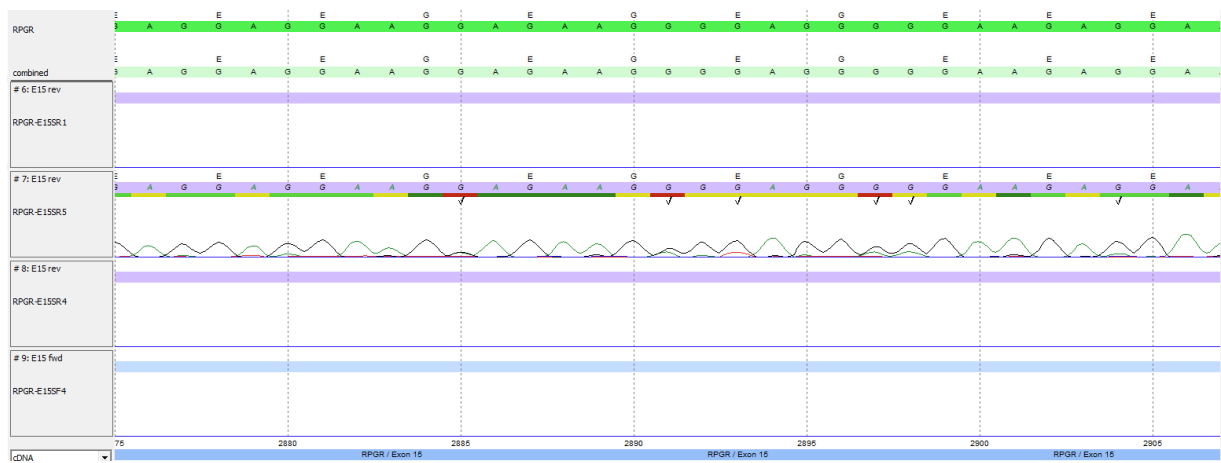 E E E G E G E G E E E
RPGR
G A G G A G G A A G G A G A A G G G G A G G G G G A A G A G G A
E E E G E G E G E E E
combined
G A G G A G G A A G G A G A A G G G G A G G G G G A A G A G G A
# 6: E15 rev
RPGR-E15SR1
# 7: E15 rev
E E E G E G E G E E E
G A G G A G G A A G G A G A A G G G G A G G G G G A A G A G G A
RPGR-E15SR5
# 8: E15 rev
RPGR-E15SR4
# 9: E15 fwd
RPGR-E15SF4
75 2880 2885 2890 2895 2900 2905
cDNA RPGR / Exon 15 RPGR / Exon 15 RPGR / Exon 15